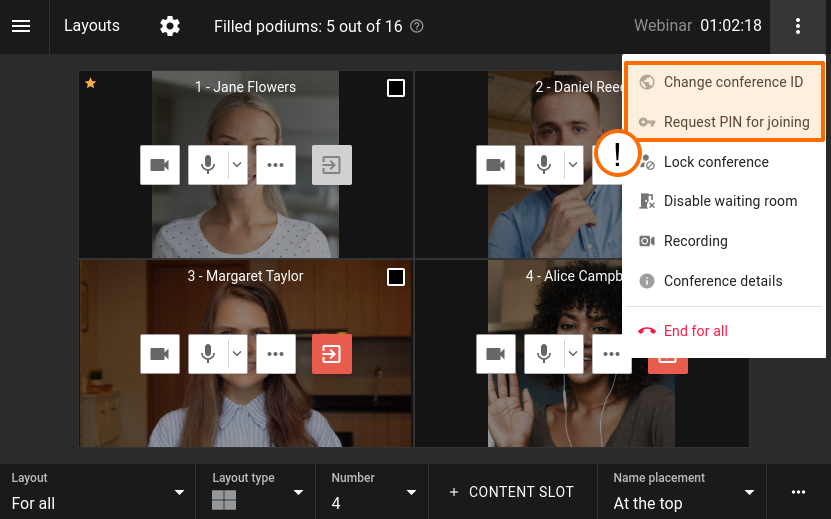 Layouts
Filled podiums: 5 out of 16
Webinar 01:02:18
1 - Jane Flowers
2 - Daniel
Change conference ID
Request PIN for joining
!
Lock conference
Disable waiting room
Recording
Conference details
End for all
3 - Margaret Taylor
4 - Alice
Layout
For all
Layout type
Number
4
+ CONTENT SLOT
Name placement
At the top